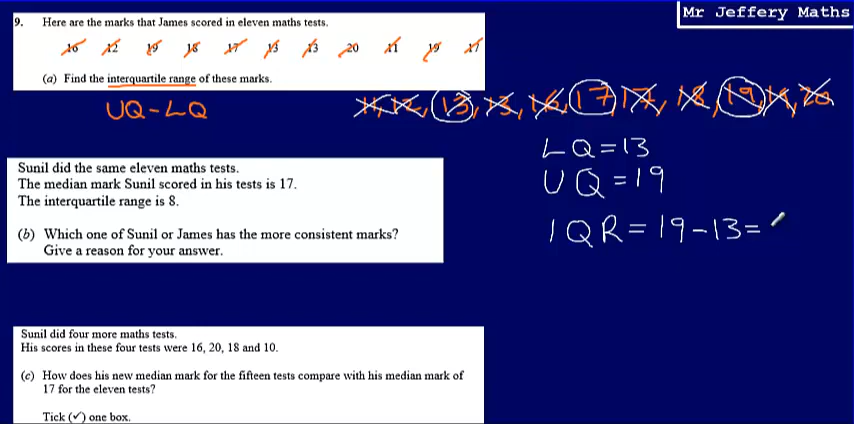 Mr Jeffery Maths
9. Here are the marks that James scored in eleven maths tests.
16 12 19 18 17 13 13 20 11 19 17
(a) Find the interquartile range of these marks.
UQ-LQ
11, 12, 13, 13, 16, 17, 17, 18, 19, 19, 20
LQ=13
UQ=19
IQR=19-13=
Sunil did the same eleven maths tests.
The median mark Sunil scored in his tests is 17.
The interquartile range is 8.
(b) Which one of Sunil or James has the more consistent marks?
Give a reason for your answer.
Sunil did four more maths tests.
His scores in these four tests were 16, 20, 18 and 10.
(c) How does his new median mark for the fifteen tests compare with his median mark of
17 for the eleven tests?
Tick (✓) one box.